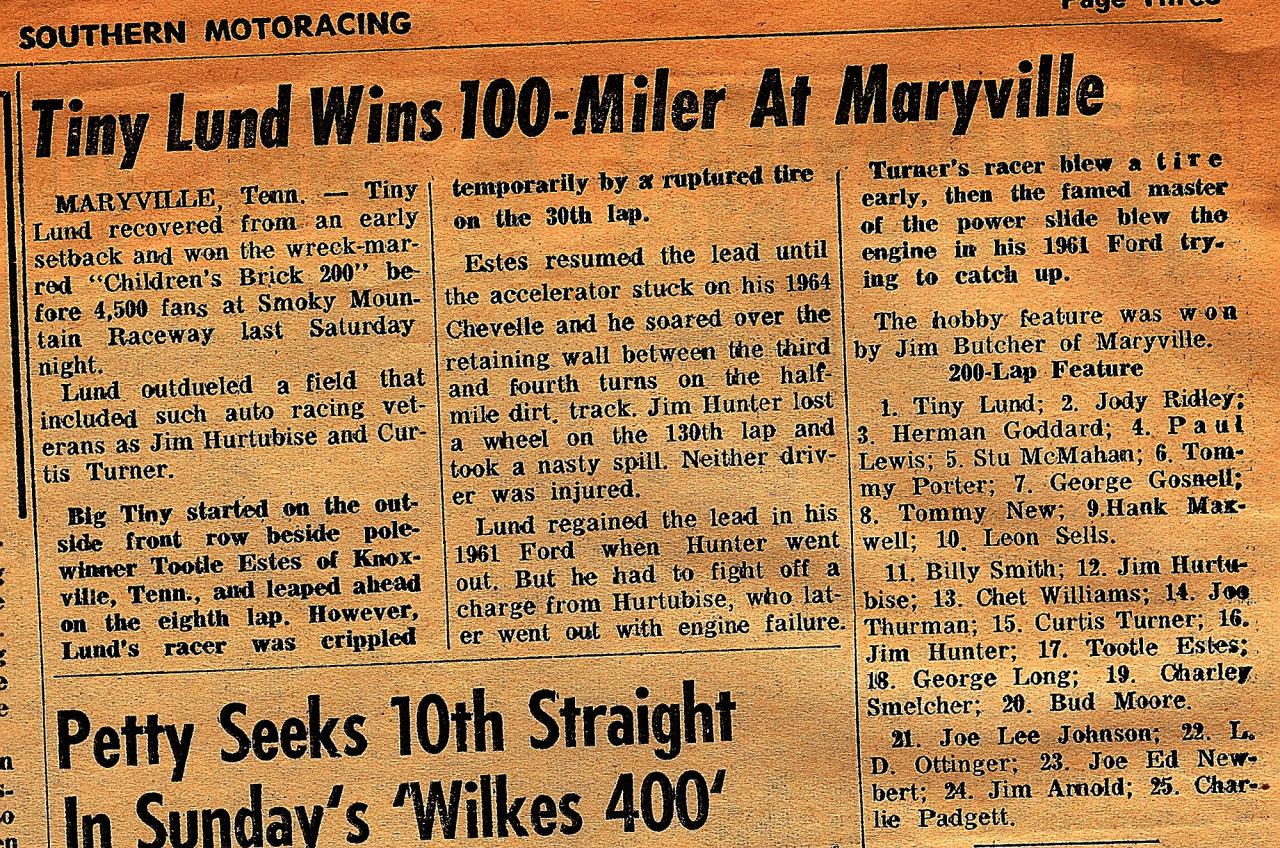 SOUTHERN MOTORACING
Page Three
Tiny Lund Wins 100-Miler At Maryville
MARYVILLE, Tenn. — Tiny
Lund recovered from an early
setback and won the wreck-mar-
red "Children's Brick 200" be-
fore 4,500 fans at Smoky Moun-
tain Raceway last Saturday
night.
Lund outdueled a field that
included such auto racing vet-
erans as Jim Hurtubise and Cur-
tis Turner.
Big Tiny started on the out-
side front row beside pole-
winner Tootle Estes of Knox-
ville, Tenn., and leaped ahead
on the eighth lap. However,
Lund's racer was crippled
temporarily by a ruptured tire
on the 30th lap.
Estes resumed the lead until
the accelerator stuck on his 1964
Chevelle and he soared over the
retaining wall between the third
and fourth turns on the half-
mile dirt, track. Jim Hunter lost
a wheel on the 130th lap and
took a nasty spill. Neither driv-
er was injured.
Lund regained the lead in his
1961 Ford when Hunter went
out. But he had to fight off a
charge from Hurtubise, who lat-
er went out with engine failure.
Turner's racer blew a tire
early, then the famed master
of the power slide blew the
engine in his 1961 Ford try-
ing to catch up.
The hobby feature was won
by Jim Butcher of Maryville.
200-Lap Feature
1. Tiny Lund; 2. Jody Ridley;
3. Herman Goddard; 4. Paul
Lewis; 5. Stu McMahan; 6. Tom-
my Porter; 7. George Gosnell;
8. Tommy New; 9.Hank Max-
well; 10. Leon Sells.
11. Billy Smith; 12. Jim Hurtu-
bise; 13. Chet Williams; 14. Joe
Thurman; 15. Curtis Turner; 16.
Jim Hunter; 17. Tootle Estes;
18. George Long; 19. Charley
Smelcher; 20. Bud Moore.
21. Joe Lee Johnson; 22. L.
D. Ottinger; 23. Joe Ed New-
bert; 24. Jim Arnold; 25. Char-
lie Padgett.
Petty Seeks 10th Straight
In Sunday's 'Wilkes 400'